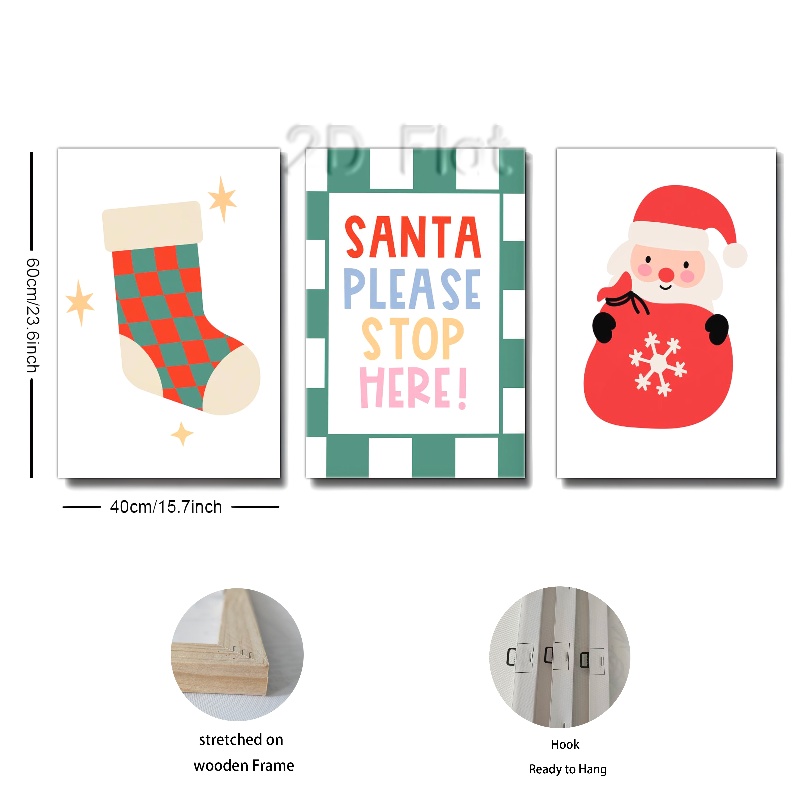 2D Flat
SANTA
PLEASE
STOP
HERE!
60cm/23.6inch
40cm/15.7inch
stretched on
wooden Frame
Hook
Ready to Hang